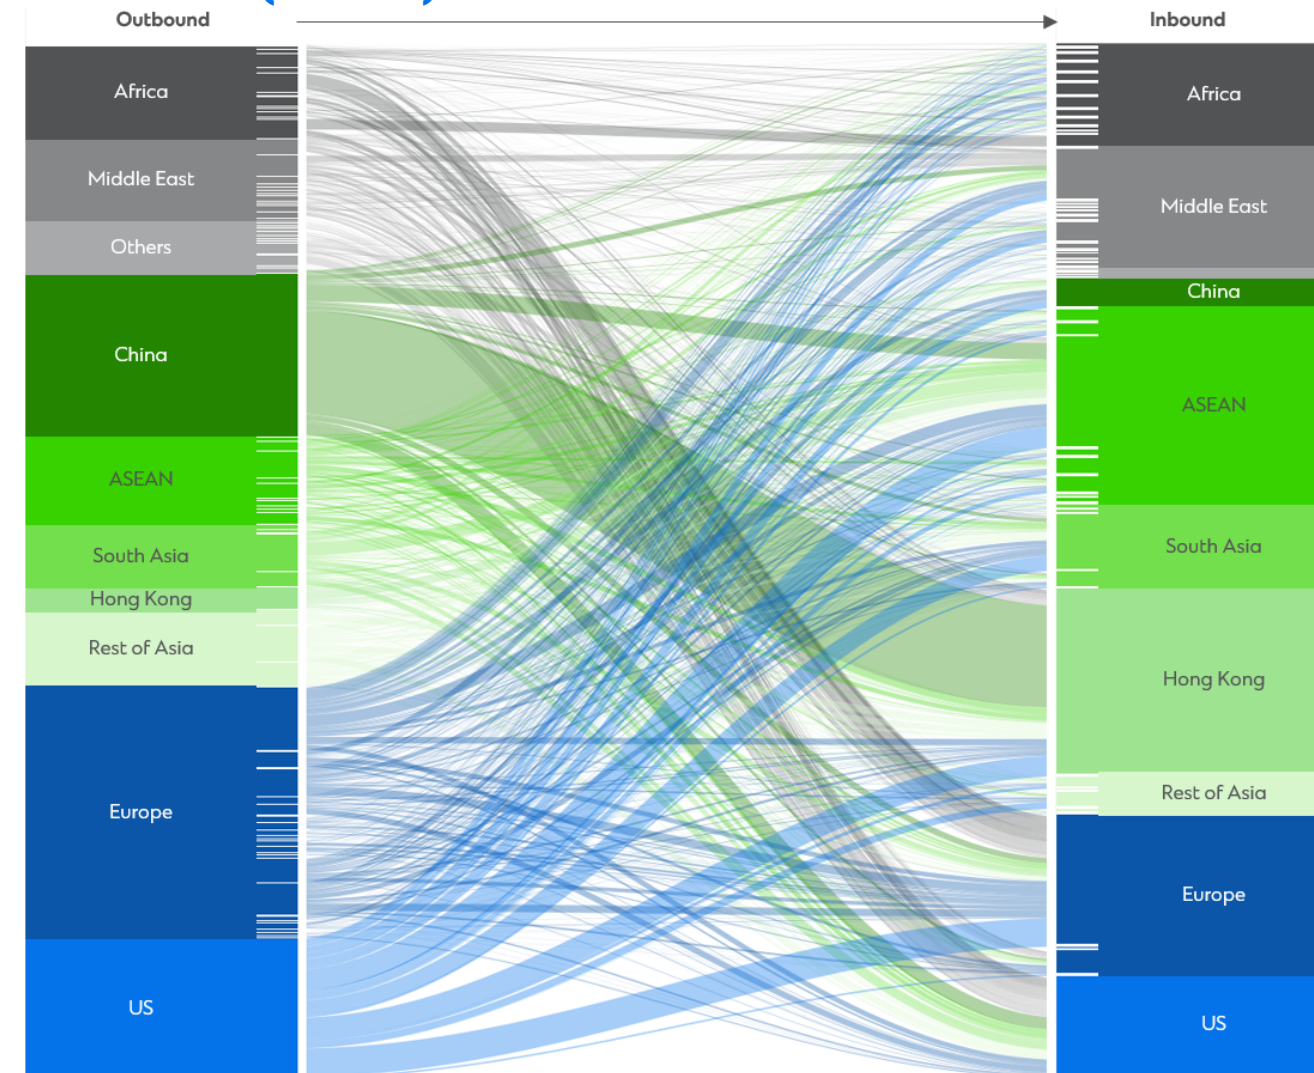 Outbound
Inbound
Africa
Middle East
Others
China
ASEAN
South Asia
Hong Kong
Rest of Asia
Europe
US
Africa
Middle East
China
ASEAN
South Asia
Hong Kong
Rest of Asia
Europe
US